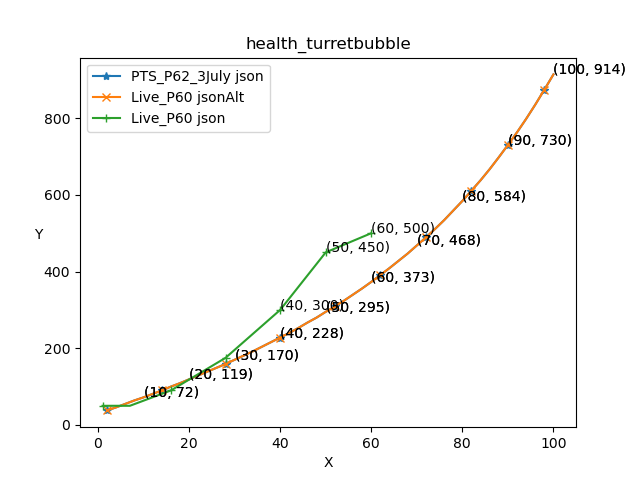 health_turretbubble
PTS_P62_3July json
Live_P60 jsonAlt
Live_P60 json
(100, 914)
(90, 730)
(80, 584)
(70, 468)
(60, 500)
(50, 450)
(60, 373)
(40, 300)
(50, 295)
(40, 228)
(30, 170)
(20, 119)
(10, 72)
Y
800
600
400
200
0
0 20 40 60 80 100
X